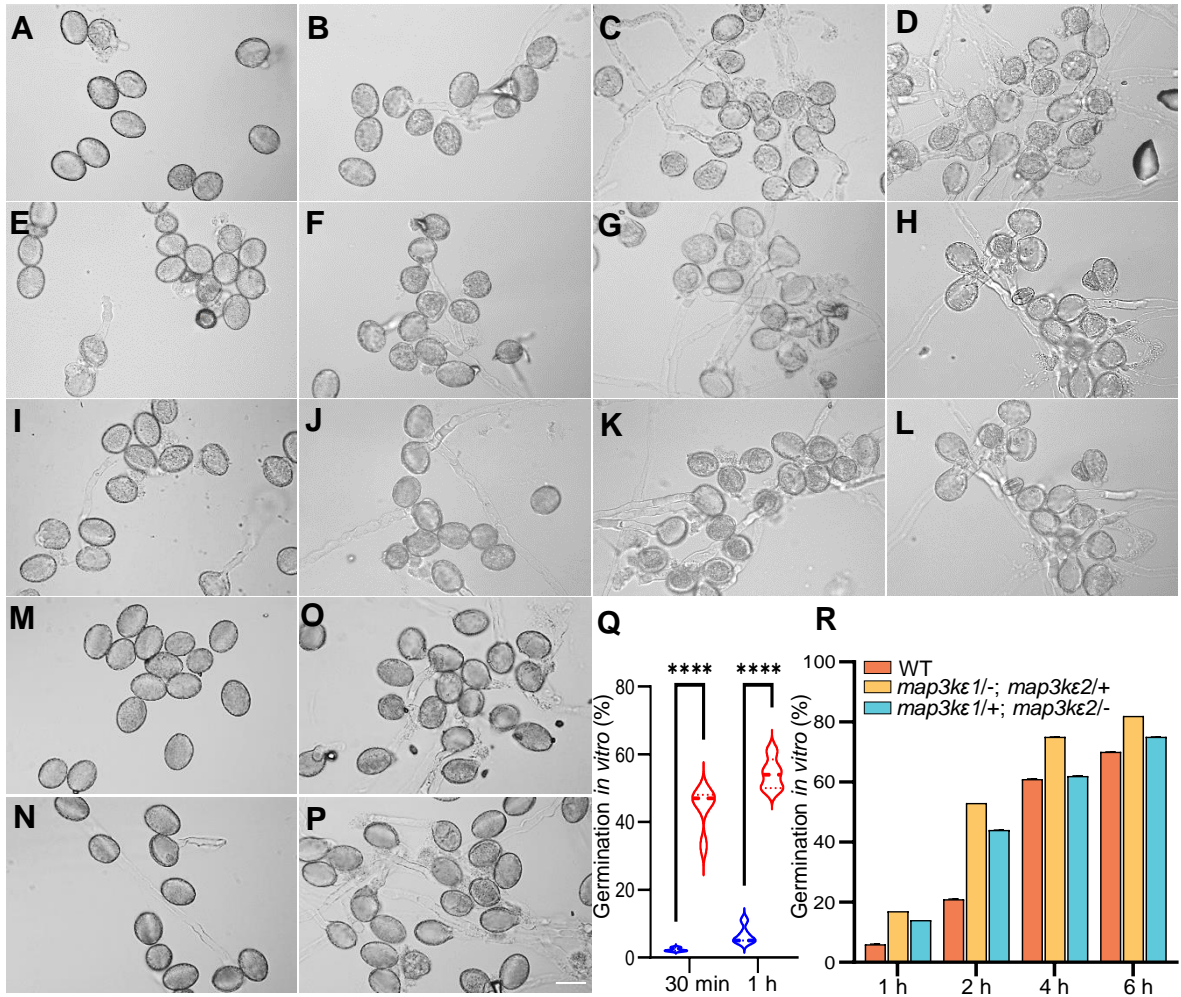 A
B
C
D
E
F
G
H
I
J
K
L
M
O
N
P
Q
****
****
Germination in vitro (%)
80
60
40
20
0
30 min
1 h
R
WT
map3kε1/-; map3kε2/+
map3kε1/+; map3kε2/-
Germination in vitro (%)
100
80
60
40
20
0
1 h
2 h
4 h
6 h